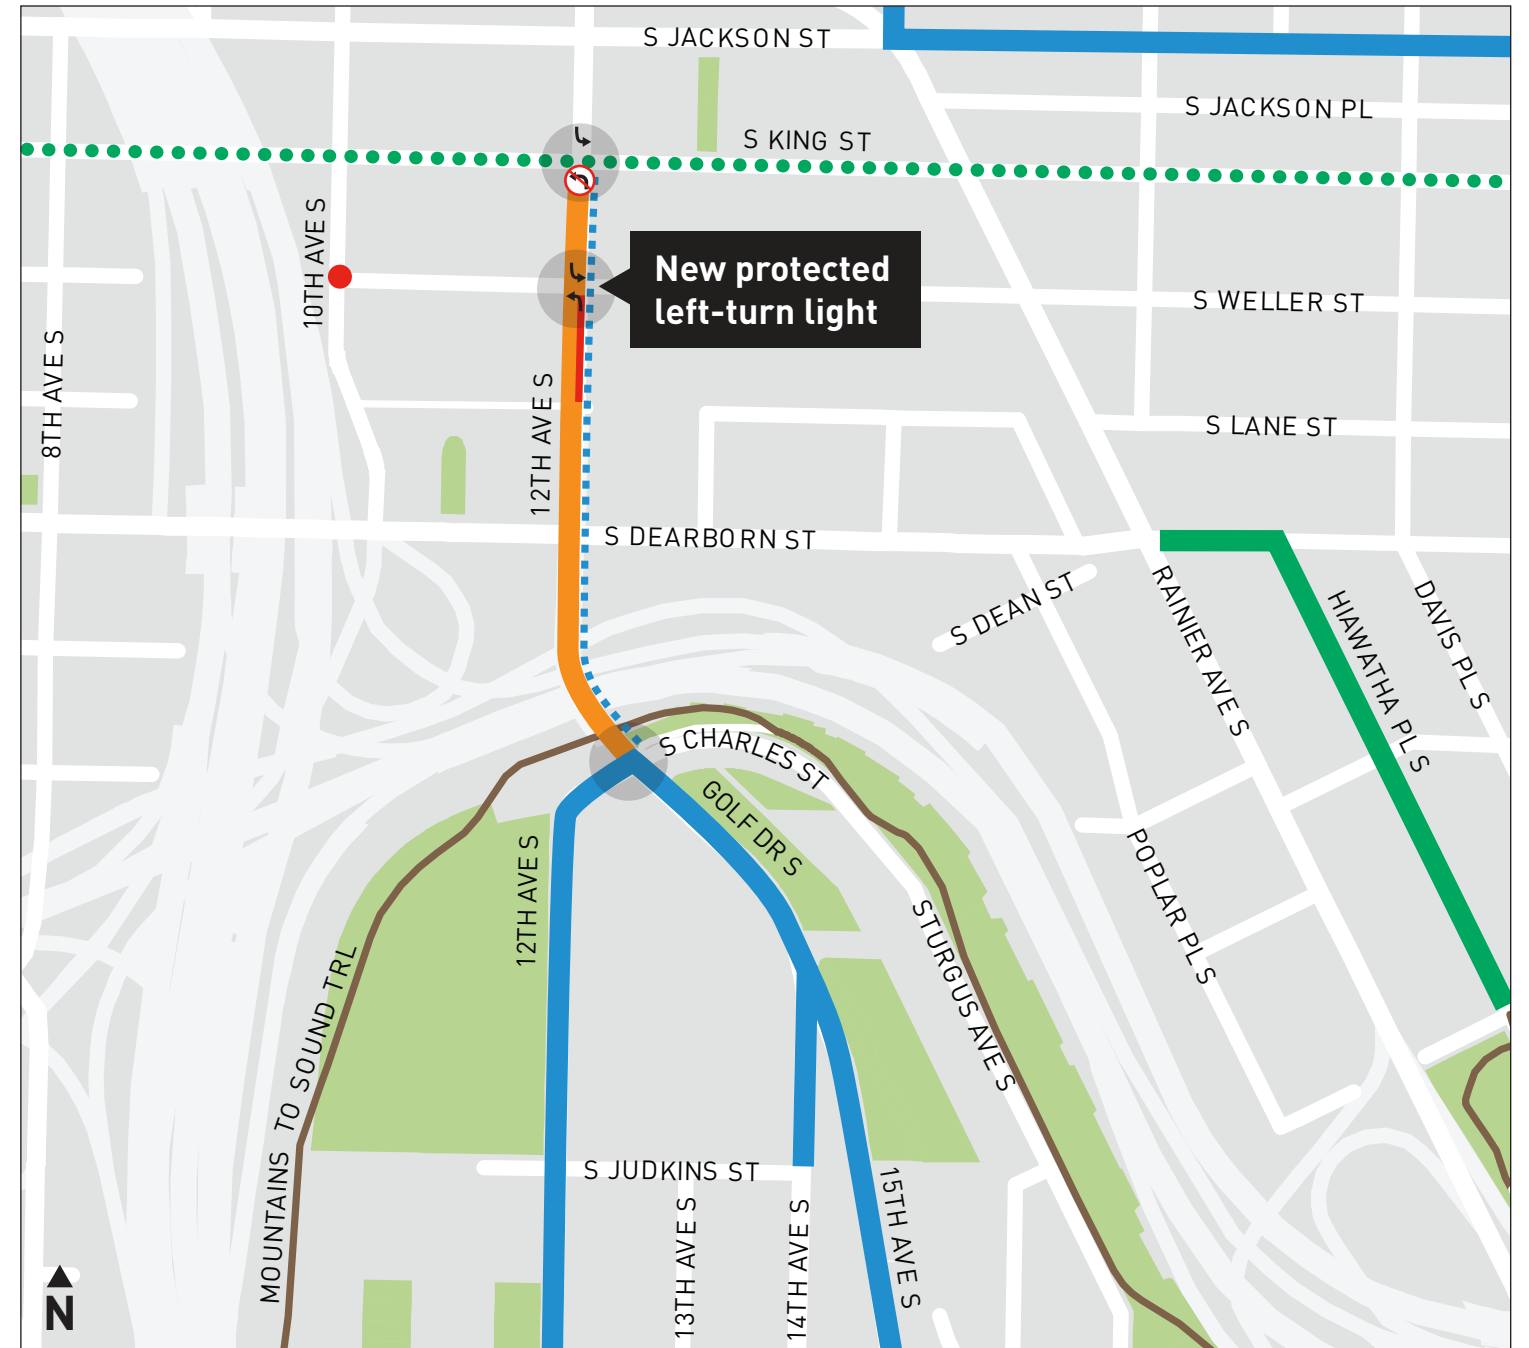 S JACKSON ST
S JACKSON PL
S KING ST
10TH AVE S
New protected
left-turn light
S WELLER ST
8TH AVE S
12TH AVE S
S LANE ST
S DEARBORN ST
S DEAN ST
RAINIER AVE S
HIAWATHA PL S
DAVIS PL S
S CHARLES ST
GOLF DR S
12TH AVE S
POPLAR PL S
STURGUS AVE S
MOUNTAINS TO SOUND TRL
S JUDKINS ST
13TH AVE S
14TH AVE S
15TH AVE S
N